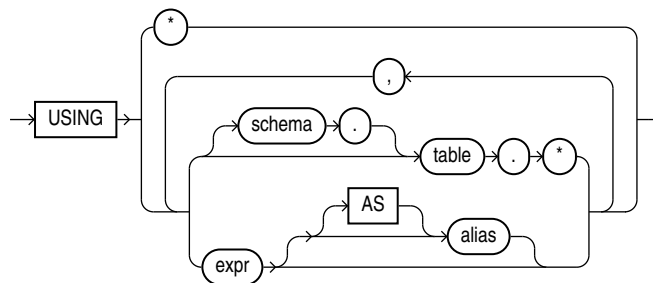 *
,
schema .
USING table . *
AS
alias
expr